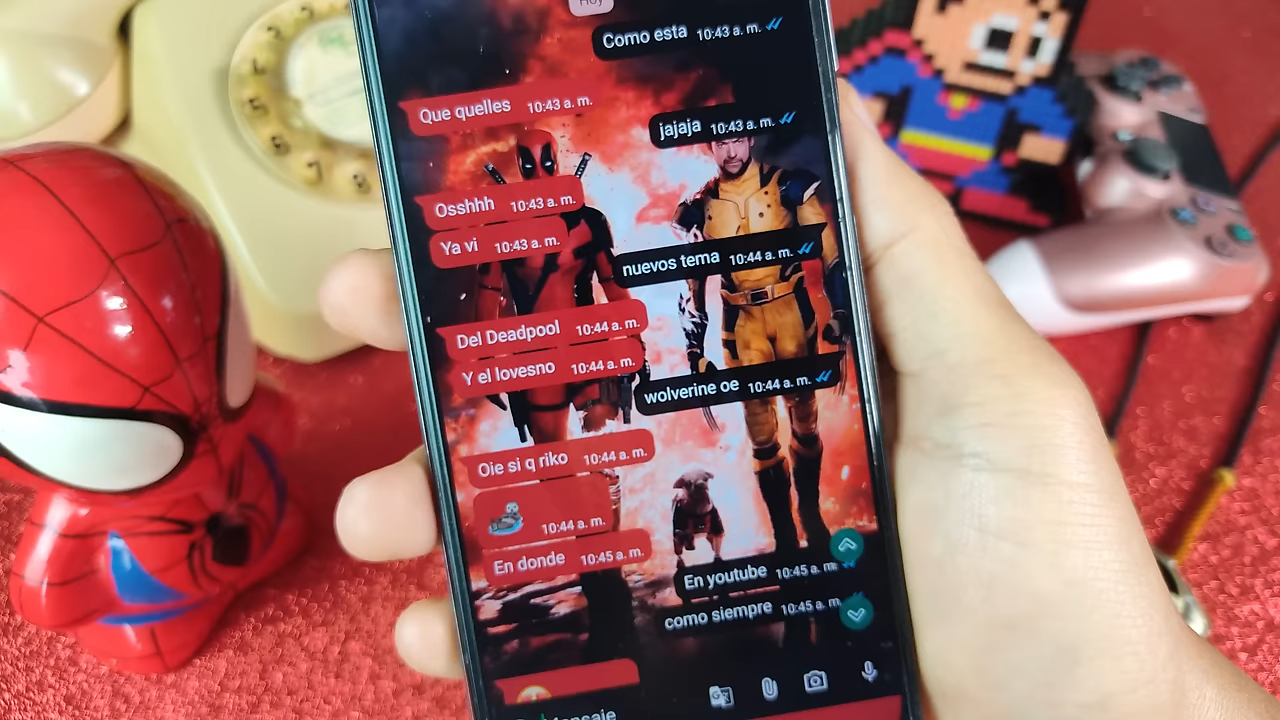 Hoy
Como esta 10:43 a. m.
Que quelles 10:43 a. m.
jajaja 10:43 a. m.
Osshhh 10:43 a. m.
Ya vi 10:43 a. m.
nuevos tema 10:44 a. m.
Del Deadpool 10:44 a. m.
Y el lovesno 10:44 a. m.
wolverine oe 10:44 a. m.
Oie si q riko 10:44 a. m.
10:44 a. m.
En donde 10:45 a. m.
En youtube 10:45 a. m.
como siempre 10:45 a. m.
Mensaje